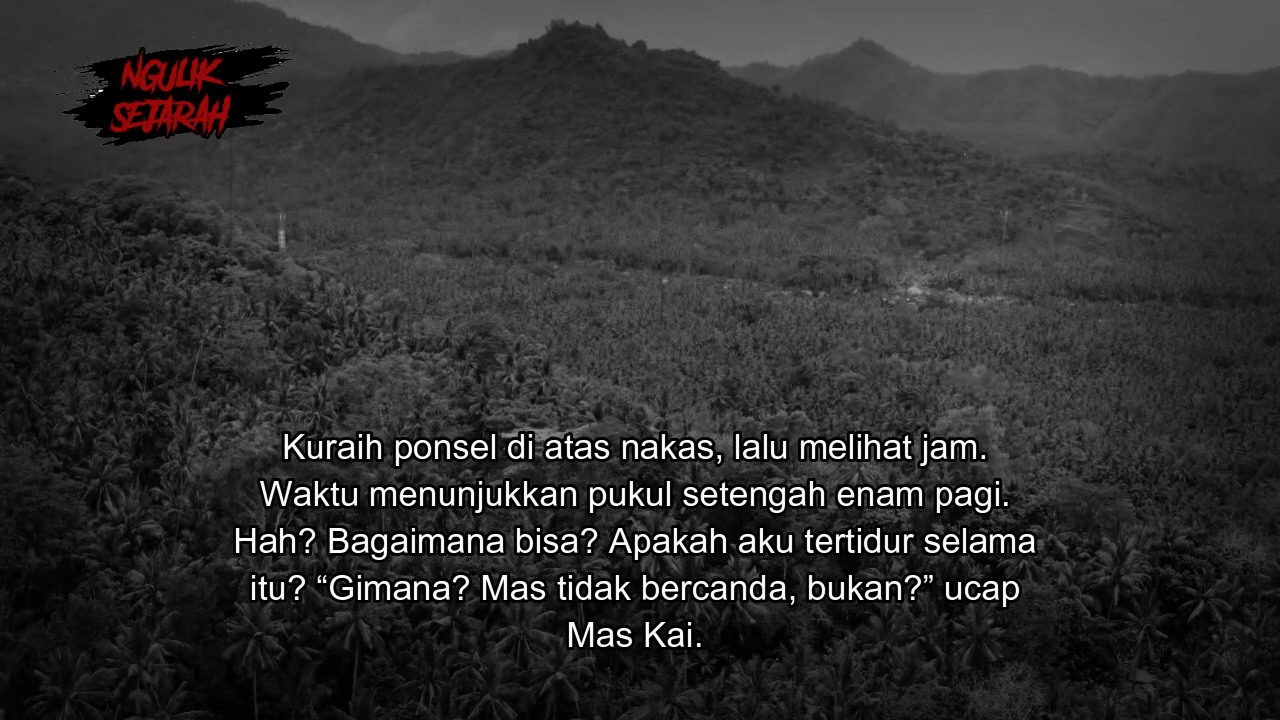 NGULIK
SEJARAH
Kuraih ponsel di atas nakas, lalu melihat jam.
Waktu menunjukkan pukul setengah enam pagi.
Hah? Bagaimana bisa? Apakah aku tertidur selama
itu? “Gimana? Mas tidak bercanda, bukan?” ucap
Mas Kai.